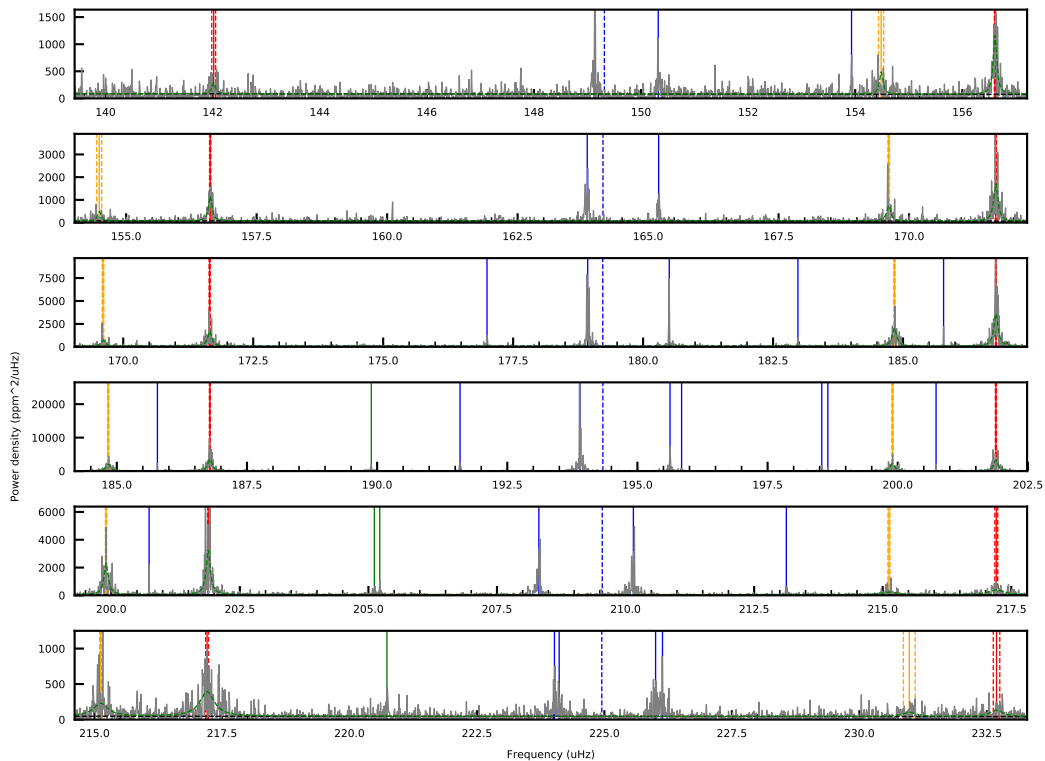 1500
1000
500
0
140 142 144 146 148 150 152 154 156
3000
2000
1000
0
155.0 157.5 160.0 162.5 165.0 167.5 170.0
7500
5000
2500
0
170.0 172.5 175.0 177.5 180.0 182.5 185.0
20000
10000
0
185.0 187.5 190.0 192.5 195.0 197.5 200.0 202.5
6000
4000
2000
0
200.0 202.5 205.0 207.5 210.0 212.5 215.0 217.5
1000
500
0
215.0 217.5 220.0 222.5 225.0 227.5 230.0 232.5
Power density (ppm^2/uHz)
Frequency (uHz)